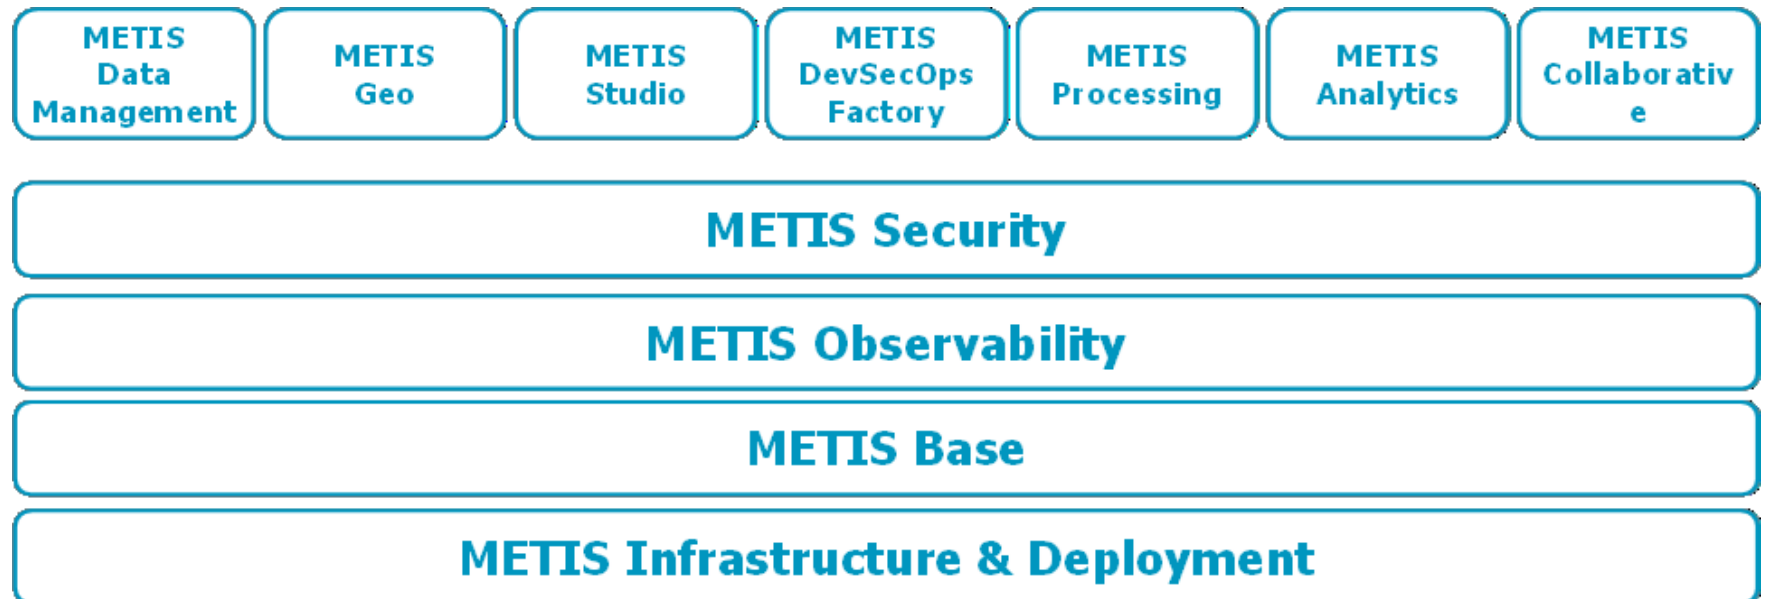 METIS
Data
Management
METIS
Geo
METIS
Studio
METIS
DevSecOps
Factory
METIS
Processing
METIS
Analytics
METIS
Collaborativ
e
METIS Security
METIS Observability
METIS Base
METIS Infrastructure & Deployment